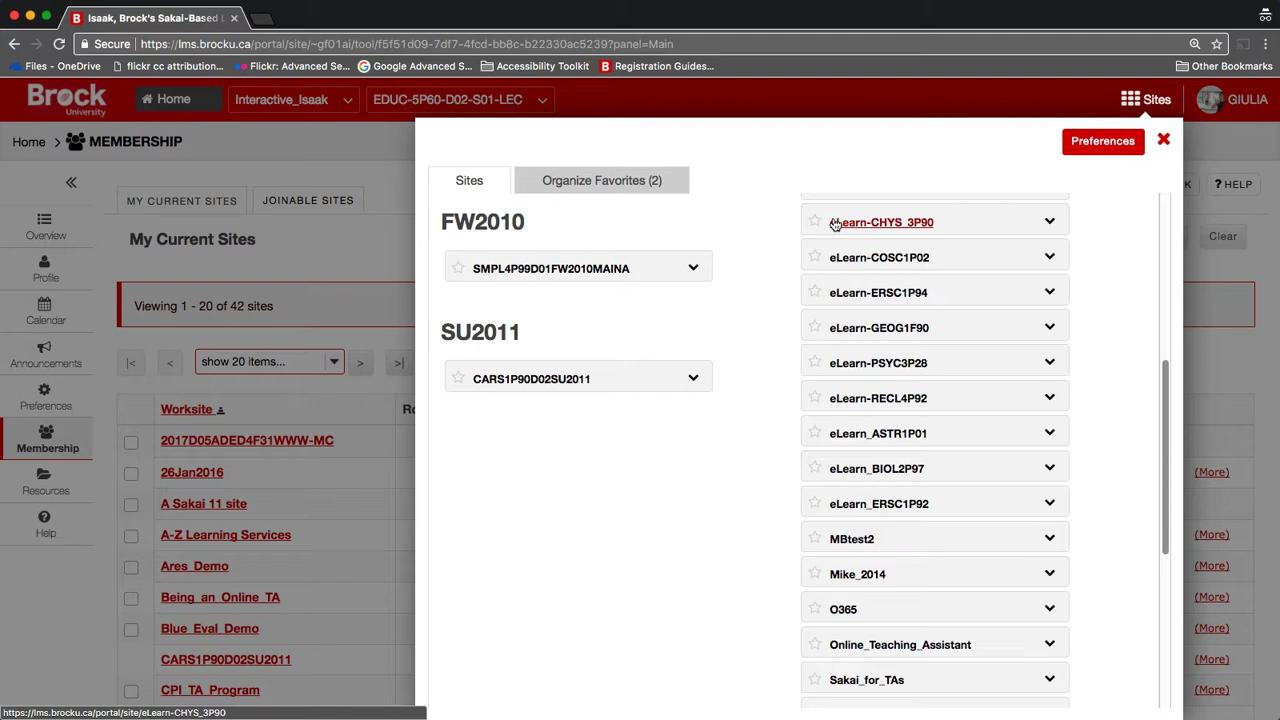 Isaak, Brock's Sakai-Based L
Secure https://lms.brocku.ca/portal/site/~gf01ai/tool/f5f51d09-7df7-4fcd-bb8c-b22330ac5239?panel=Main
Files - OneDrive
flickr cc attribution...
Flickr: Advanced Se...
Google Advanced S...
Accessibility Toolkit
Registration Guides...
Other Bookmarks
Brock
University
Home
Interactive_Isaak
EDUC-5P60-D02-S01-LEC
Sites
GIULIA
Home
MEMBERSHIP
Preferences
Sites
Organize Favorites (2)
K
HELP
MY CURRENT SITES
JOINABLE SITES
My Current Sites
Clear
Viewing 1 - 20 of 42 sites
show 20 items...
Worksite
Ro
2017D05ADED4F31WWW-MC
26Jan2016
(More)
A Sakai 11 site
A-Z Learning Services
(More)
Ares_Demo
(More)
Being_an_Online_TA
(More)
Blue_Eval_Demo
(More)
CARS1P90D02SU2011
(More)
CPI_TA_Program
(More)
Overview
Profile
Calendar
Announcements
Preferences
Membership
Resources
Help
FW2010
SMPL4P99D01FW2010MAINA
SU2011
CARS1P90D02SU2011
eLearn-CHYS_3P90
eLearn-COSC1P02
eLearn-ERSC1P94
eLearn-GEOG1F90
eLearn-PSYC3P28
eLearn-RECL4P92
eLearn_ASTR1P01
eLearn_BIOL2P97
eLearn_ERSC1P92
MBtest2
Mike_2014
O365
Online_Teaching_Assistant
Sakai_for_TAs
https://lms.brocku.ca/portal/site/eLearn-CHYS_3P90